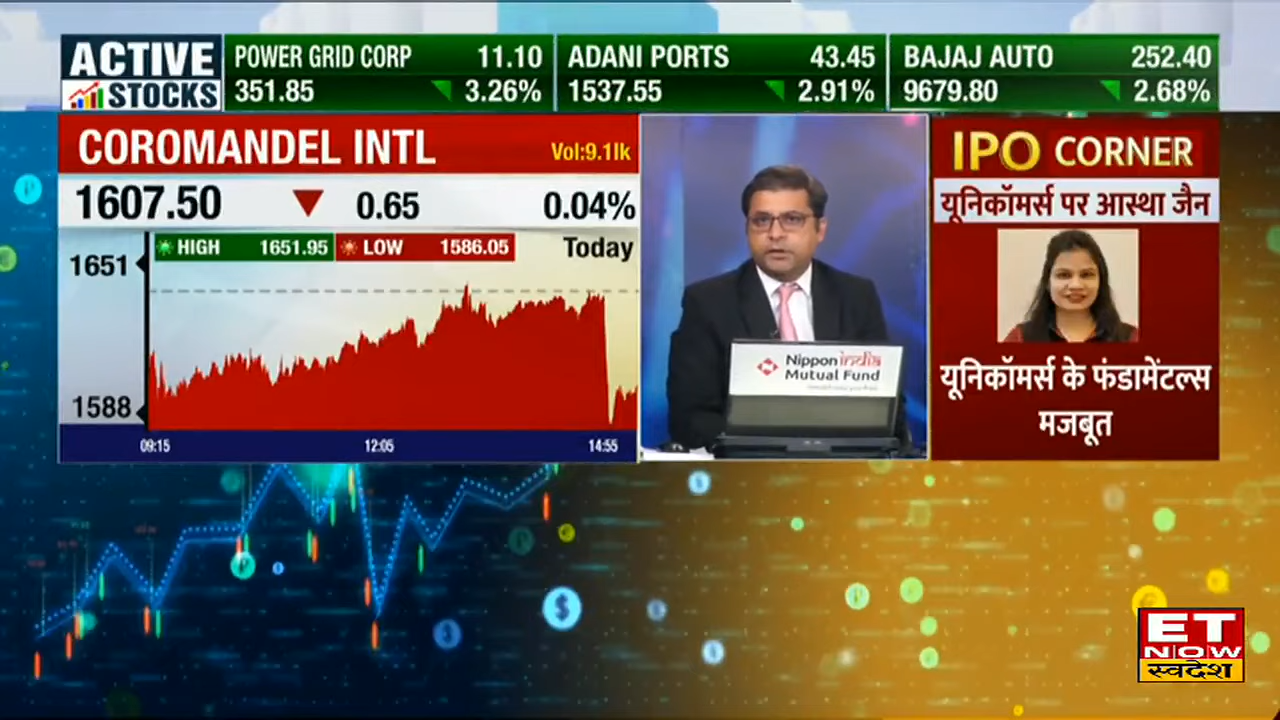 ACTIVE STOCKS
POWER GRID CORP 11.10
351.85 3.26%
ADANI PORTS 43.45
1537.55 2.91%
BAJAJ AUTO 252.40
9679.80 2.68%
COROMANDEL INTL Vol:9.1lk
1607.50 0.65 0.04%
HIGH 1651.95 LOW 1586.05 Today
1651
1588
09:15 12:05 14:55
Nippon india
Mutual Fund
IPO CORNER
यूनिकॉमर्स पर आस्था जैन
यूनिकॉमर्स के फंडामेंटल्स
मजबूत
ET
NOW
स्वदेश